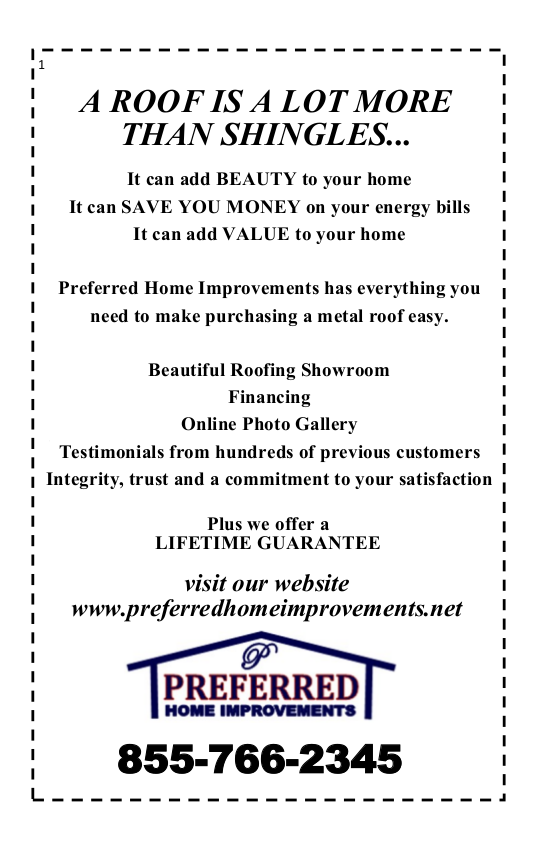 1
A ROOF IS A LOT MORE
THAN SHINGLES...
It can add BEAUTY to your home
It can SAVE YOU MONEY on your energy bills
It can add VALUE to your home
Preferred Home Improvements has everything you
need to make purchasing a metal roof easy.
Beautiful Roofing Showroom
Financing
Online Photo Gallery
Testimonials from hundreds of previous customers
Integrity, trust and a commitment to your satisfaction
Plus we offer a
LIFETIME GUARANTEE
visit our website
www.preferredhomeimprovements.net
P
PREFERRED
HOME IMPROVEMENTS
855-766-2345